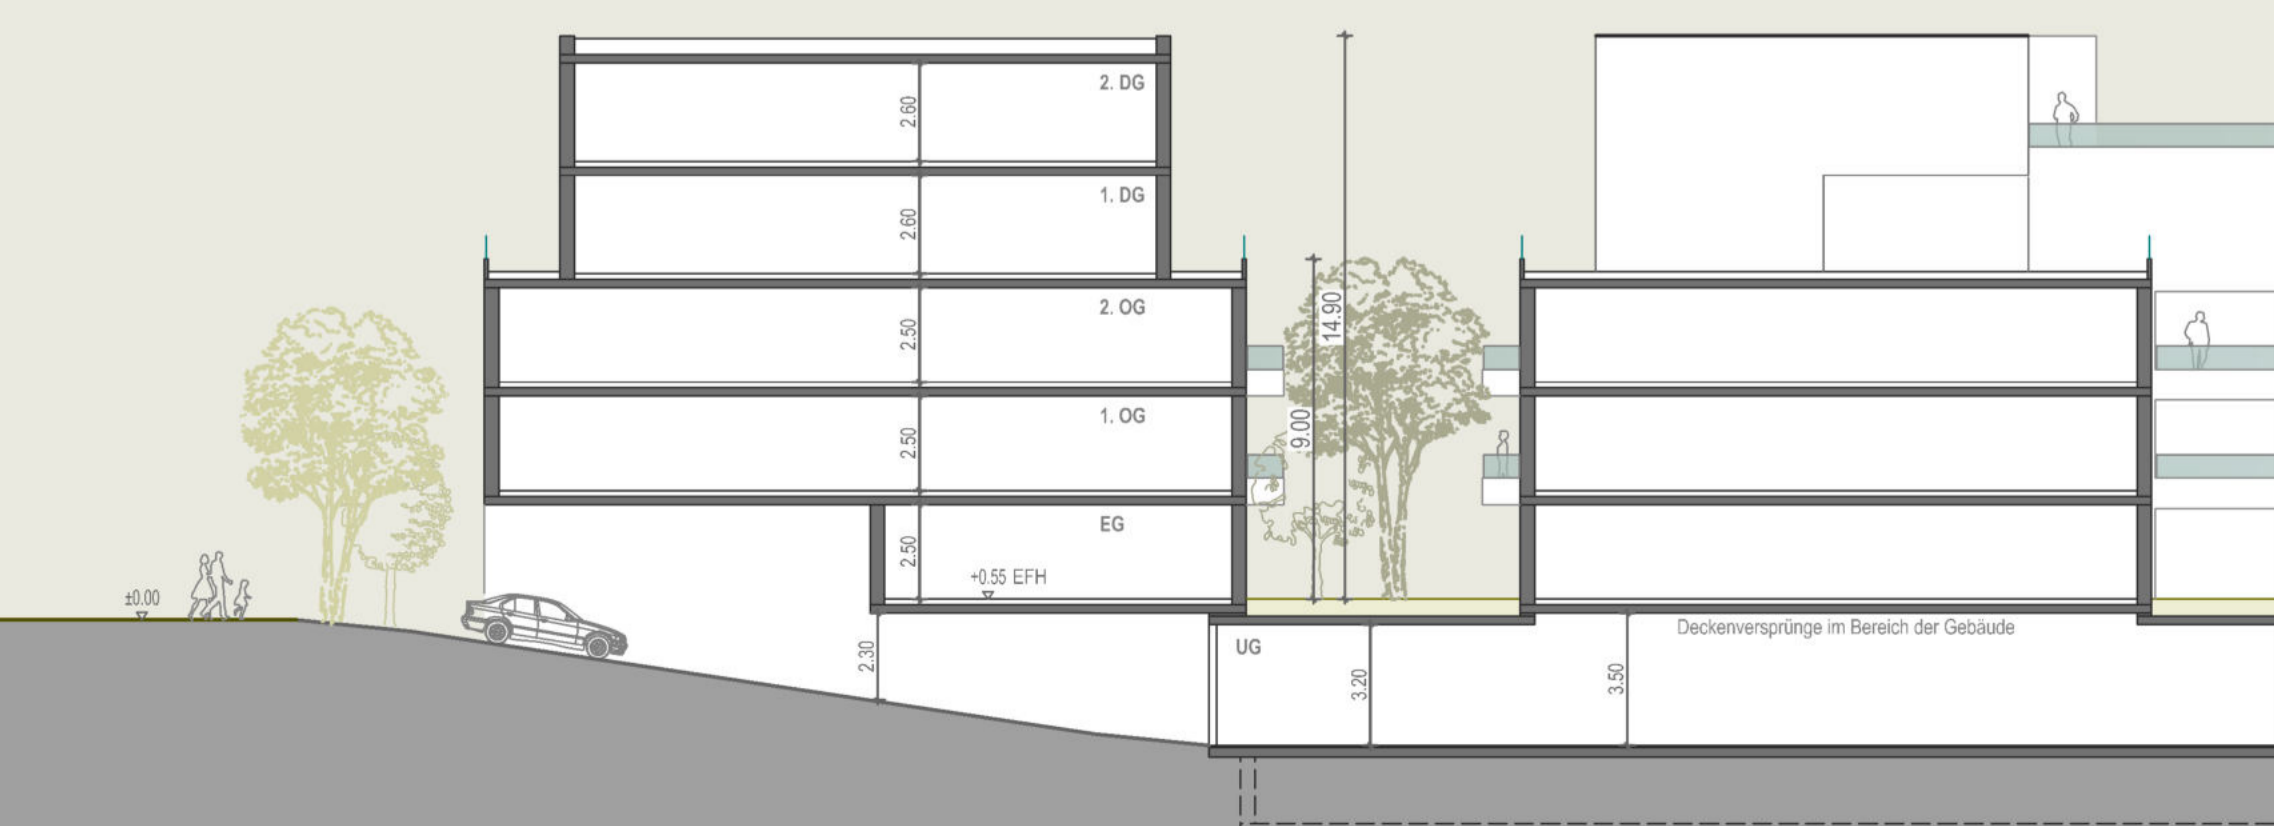 2. DG
2.60
1. DG
2.60
2. OG
14.90
2.50
1. OG
9.00
2.50
EG
2.50
+0.55 EFH
±0.00
Deckenversprünge im Bereich der Gebäude
UG
2.30
3.20
3.50